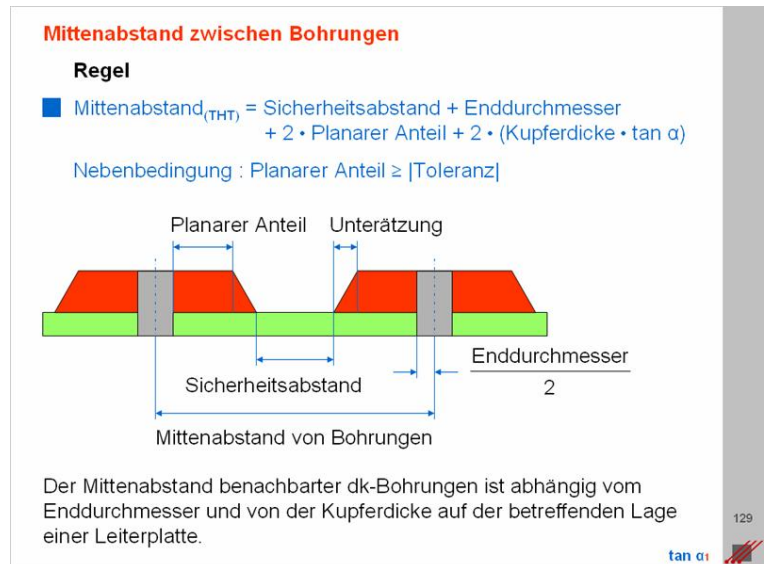 Mittenabstand zwischen Bohrungen
Regel
Mittenabstand(THT) = Sicherheitsabstand + Enddurchmesser
+ 2 • Planarer Anteil + 2 • (Kupferdicke • tan α)
Nebenbedingung : Planarer Anteil ≥ |Toleranz|
Planarer Anteil
Unterätzung
Enddurchmesser
2
Sicherheitsabstand
Mittenabstand von Bohrungen
Der Mittenabstand benachbarter dk-Bohrungen ist abhängig vom
Enddurchmesser und von der Kupferdicke auf der betreffenden Lage
einer Leiterplatte.
129
tan α1